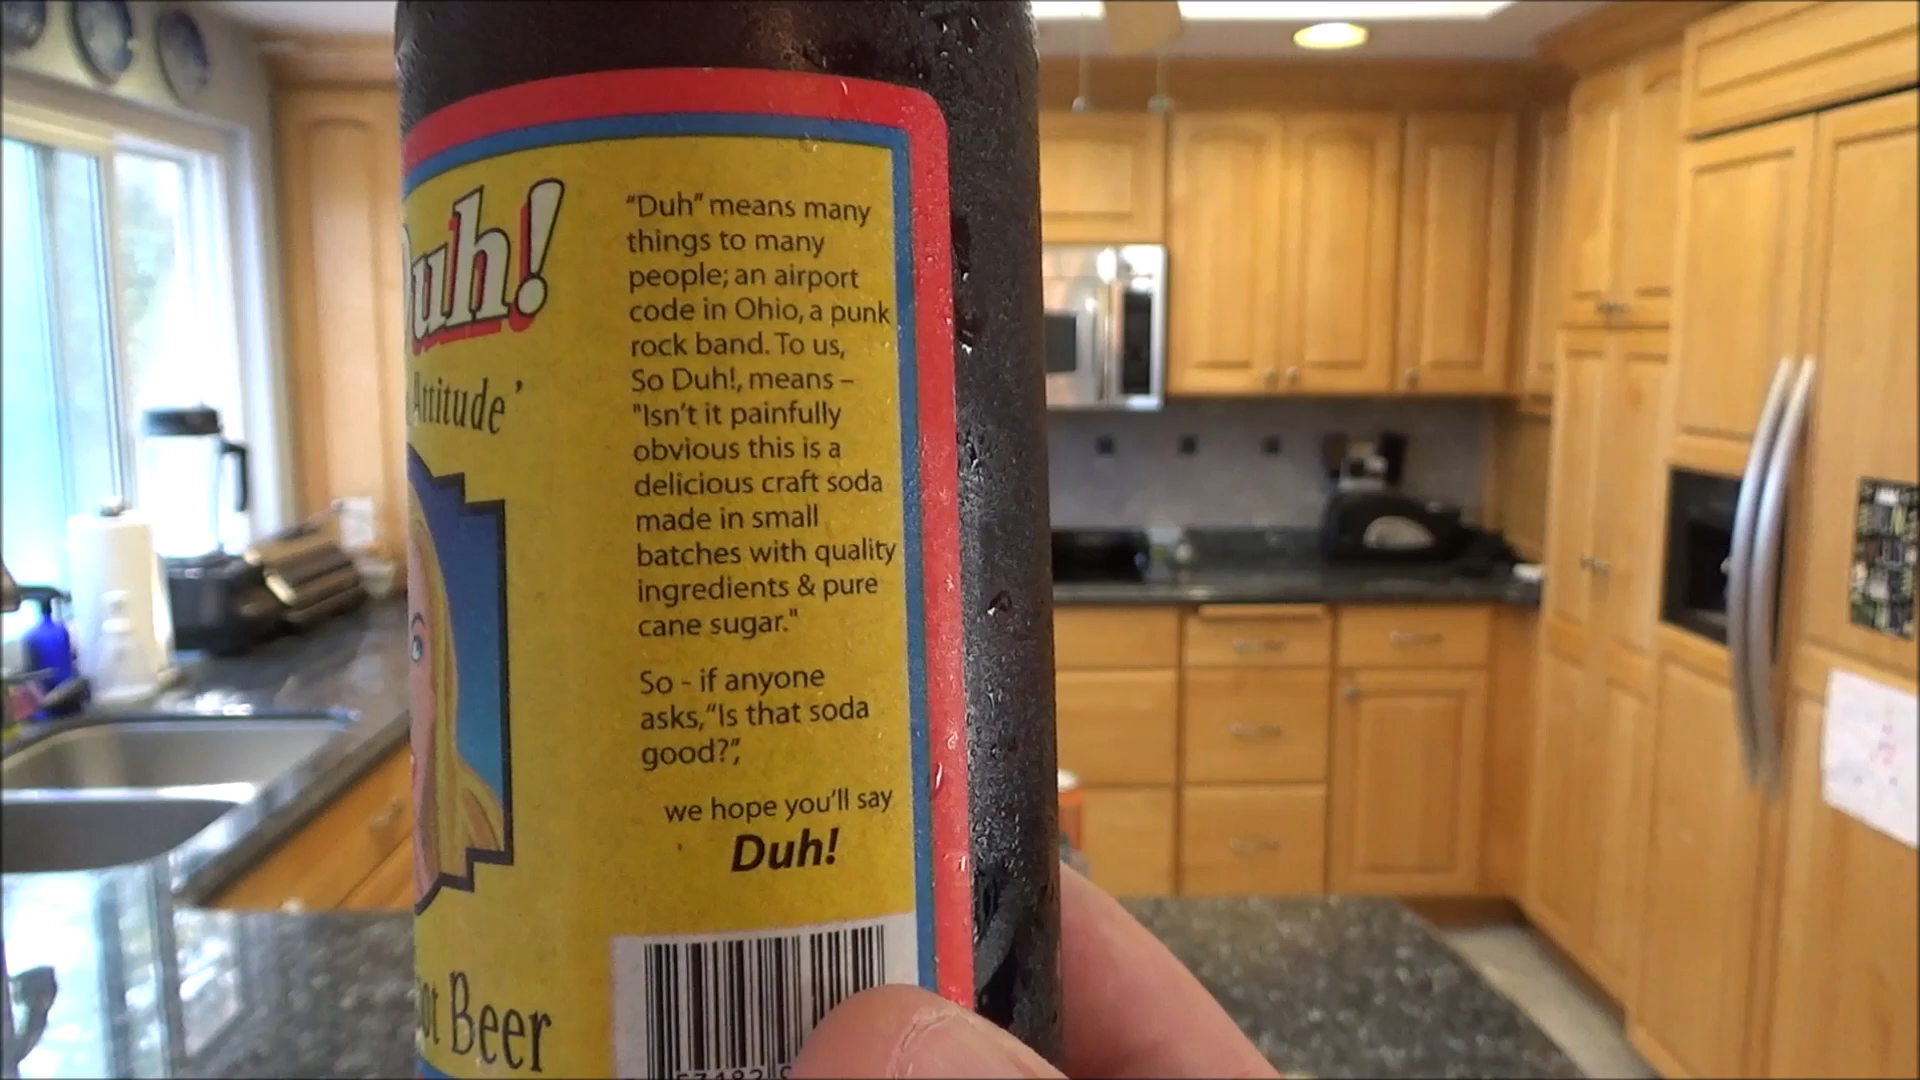 Duh!
Attitude'
Beer
"Duh" means many
things to many
people; an airport
code in Ohio, a punk
rock band. To us,
So Duh!, means –
"Isn't it painfully
obvious this is a
delicious craft soda
made in small
batches with quality
ingredients & pure
cane sugar."
So - if anyone
asks, "Is that soda
good?",
we hope you'll say
Duh!